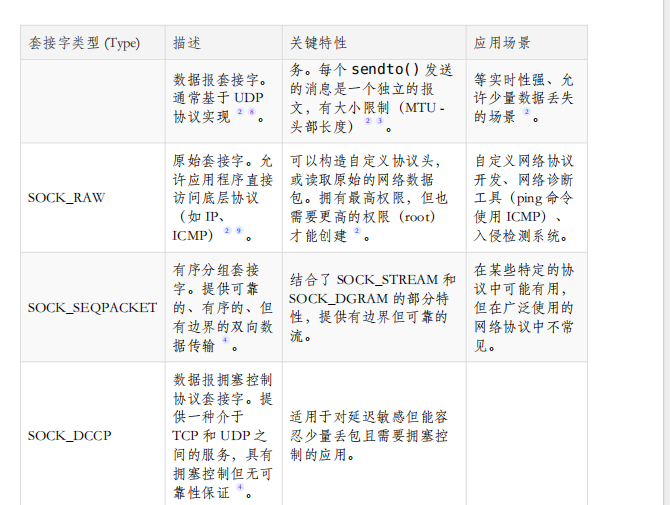 套接字类型 (Type) 描述 关键特性 应用场景
数据报套接字。
通常基于 UDP
协议实现 2 8 。
务。每个 sendto() 发送
的消息是一个独立的报
文，有大小限制（MTU -
头部长度） 2 3 。
等实时性强、允
许少量数据丢失
的场景 2 。
SOCK_RAW
原始套接字。允
许应用程序直接
访问底层协议
（如 IP、
ICMP） 2 9 。
可以构造自定义协议头，
或读取原始的网络数据
包。拥有最高权限，但也
需要更高的权限（root）
才能创建 2 。
自定义网络协议
开发、网络诊断
工具（ping 命令
使用 ICMP）、
入侵检测系统。
SOCK_SEQPACKET
有序分组套接
字。提供可靠
的、有序的、但
有边界的双向数
据传输 4 。
结合了 SOCK_STREAM 和
SOCK_DGRAM 的部分特
性，提供有边界但可靠的
流。
在某些特定的协
议中可能有用，
但在广泛使用的
网络协议中不常
见。
SOCK_DCCP
数据报拥塞控制
协议套接字。提
供一种介于
TCP 和 UDP 之
间的服务，具有
拥塞控制但无可
靠性保证 4 。
适用于对延迟敏感但能容
忍少量丢包且需要拥塞控
制的应用。